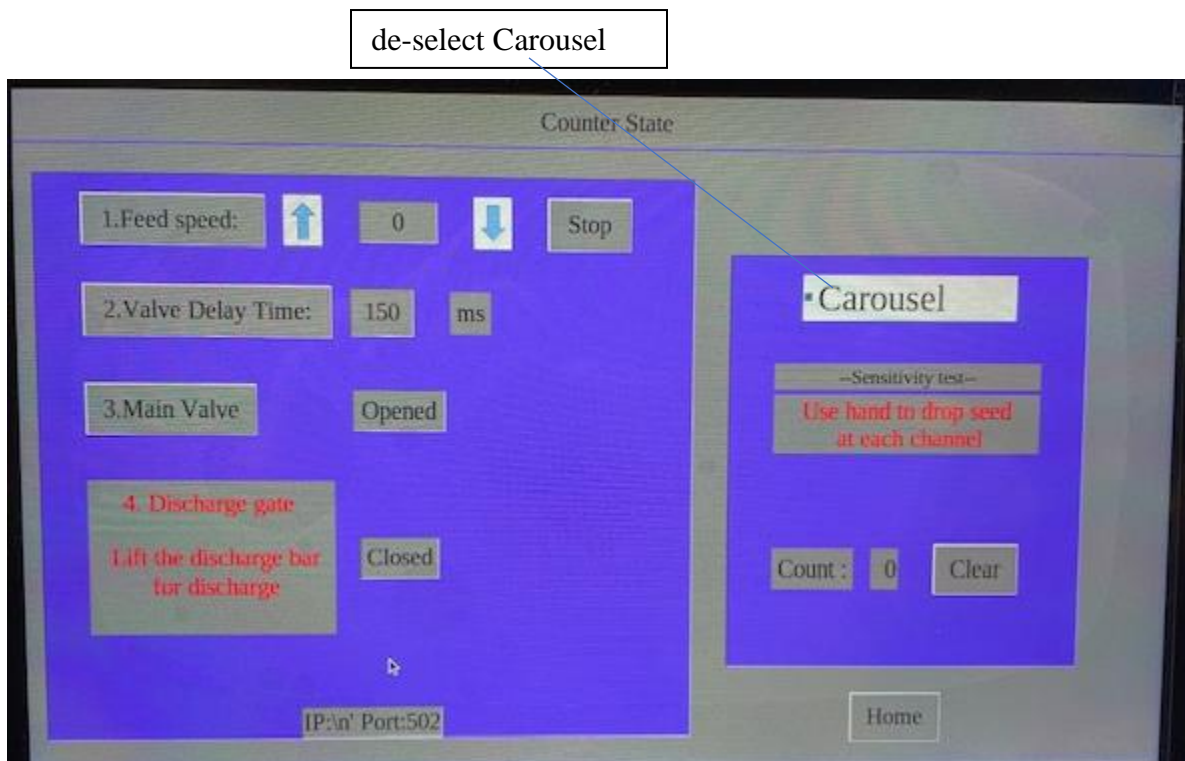 de-select Carousel
Counter State
1.Feed speed:
0
Stop
2.Valve Delay Time:
150
ms
3.Main Valve
Opened
4. Discharge gate
Lift the discharge bar
for discharge
Closed
IP:\n' Port:502
Carousel
--Sensitivity test--
Use hand to drop seed
at each channel
Count :
0
Clear
Home